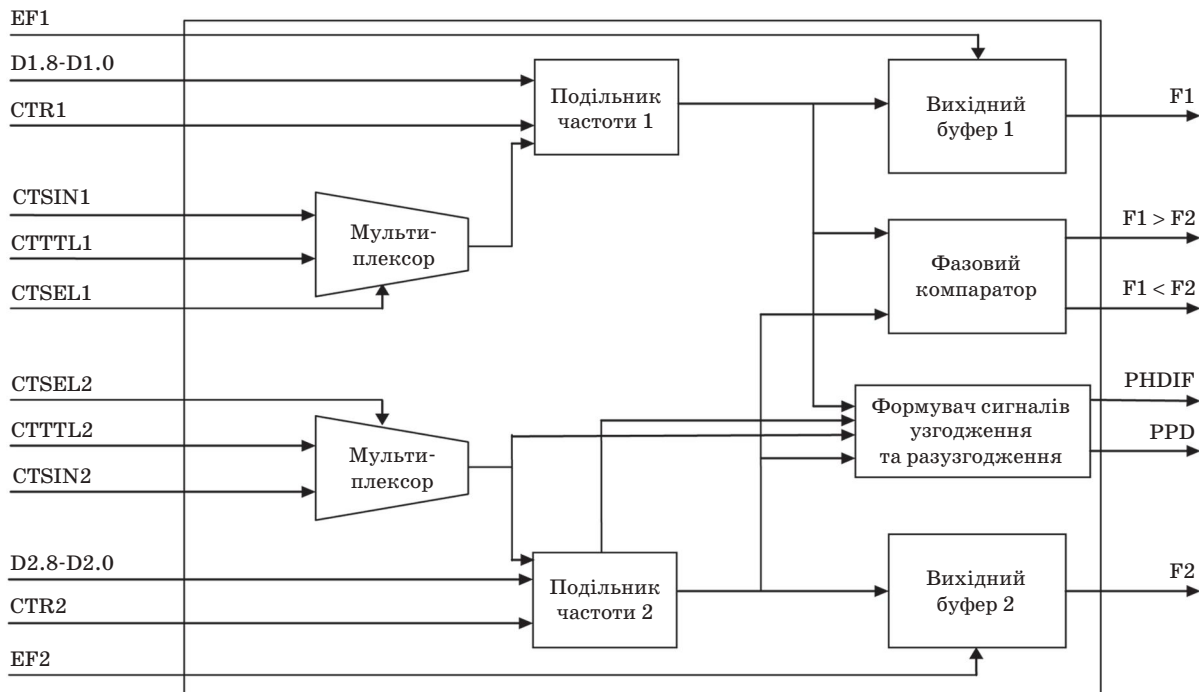 EF1
D1.8-D1.0
CTR1
CTSIN1
CTTTL1
CTSEL1
CTSEL2
CTTTL2
CTSIN2
D2.8-D2.0
CTR2
EF2
Мульти-
плексор
Мульти-
плексор
Подільник
частоти 1
Подільник
частоти 2
Вихідний
буфер 1
Фазовий
компаратор
Формувач сигналів
узгодження
та разузгодження
Вихідний
буфер 2
F1
F1 > F2
F1 < F2
PHDIF
PPD
F2